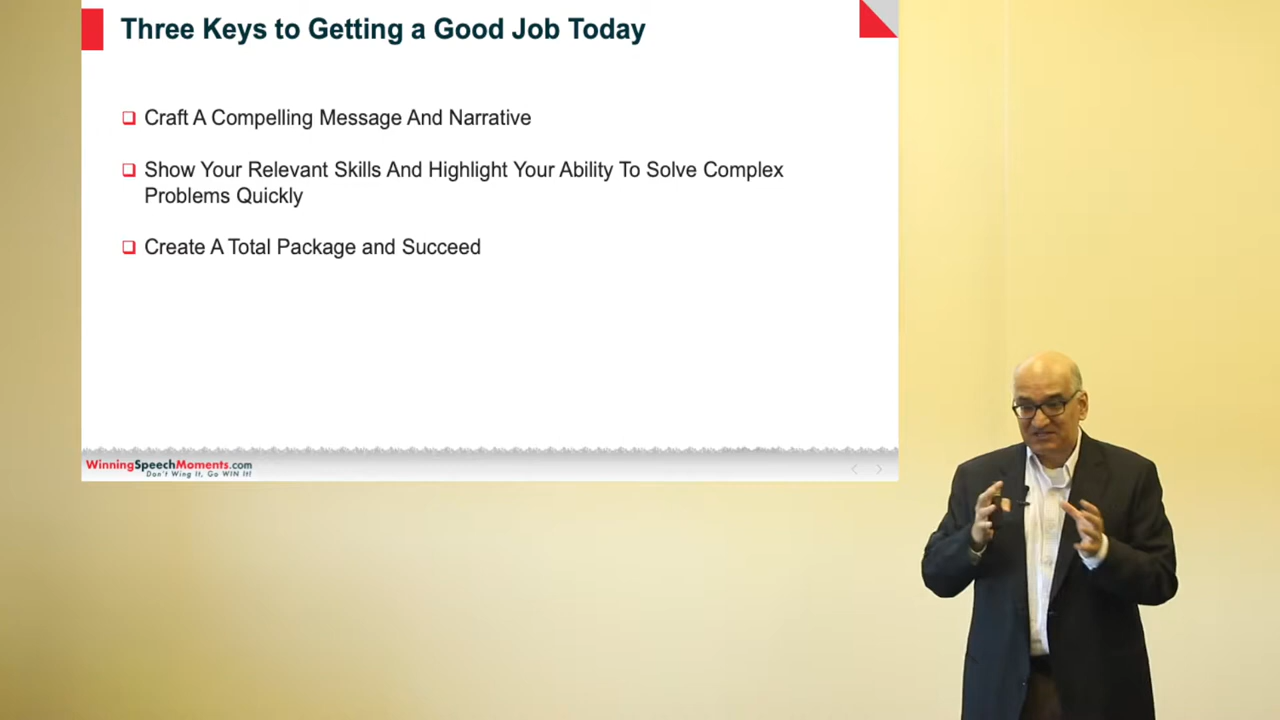 Three Keys to Getting a Good Job Today
Craft A Compelling Message And Narrative
Show Your Relevant Skills And Highlight Your Ability To Solve Complex
Problems Quickly
Create A Total Package and Succeed
WinningSpeechMoments.com
Don't Wing It, Go WIN It!